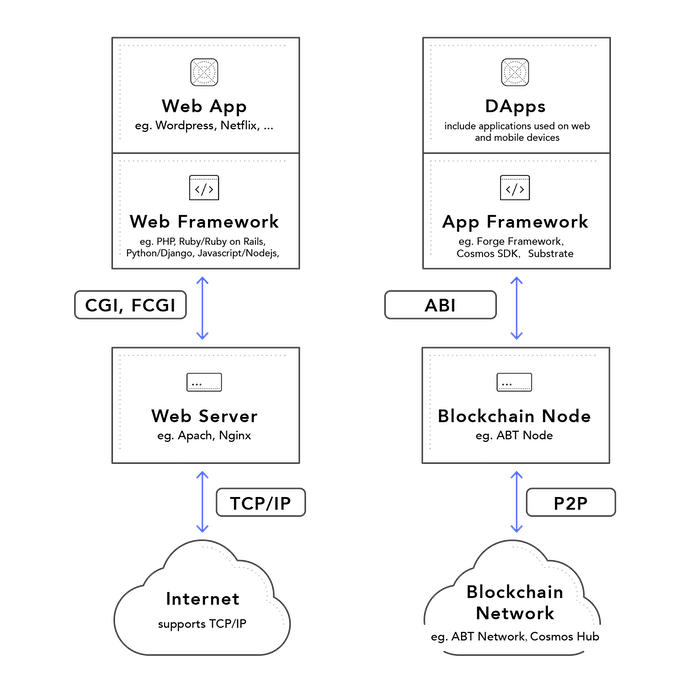 Web App
eg. Wordpress, Netflix, ...
Web Framework
eg. PHP, Ruby/Ruby on Rails,
Python/Django, Javascript/Nodejs,
CGI, FCGI
Web Server
eg. Apach, Nginx
TCP/IP
Internet
supports TCP/IP
DApps
include applications used on web
and mobile devices
App Framework
eg. Forge Framework,
Cosmos SDK, Substrate
ABI
Blockchain Node
eg. ABT Node
P2P
Blockchain
Network
eg. ABT Network, Cosmos Hub